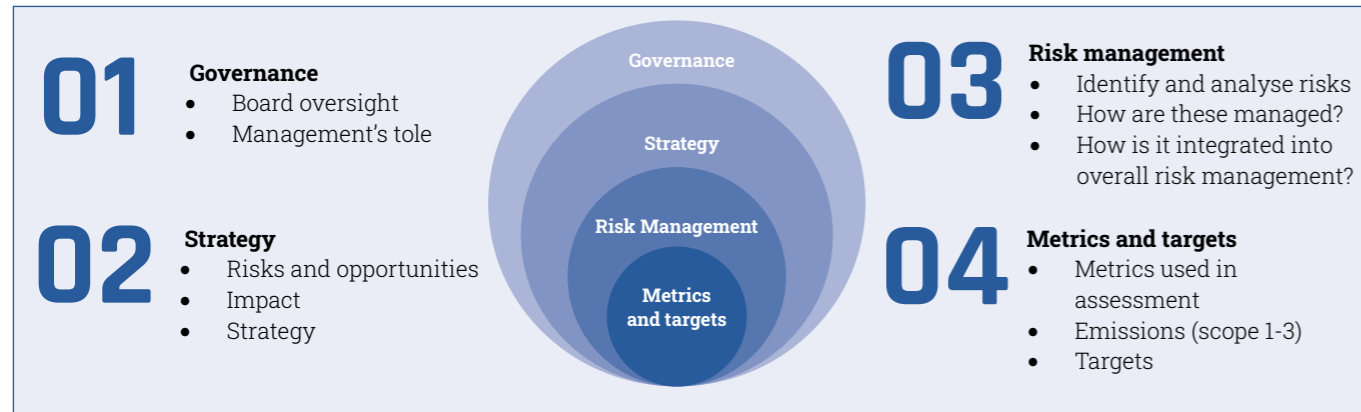 01
Governance
• Board oversight
• Management's tole
02
Strategy
• Risks and opportunities
• Impact
• Strategy
Governance
Strategy
Risk Management
Metrics
and targets
03
Risk management
• Identify and analyse risks
• How are these managed?
• How is it integrated into
overall risk management?
04
Metrics and targets
• Metrics used in
assessment
• Emissions (scope 1-3)
• Targets